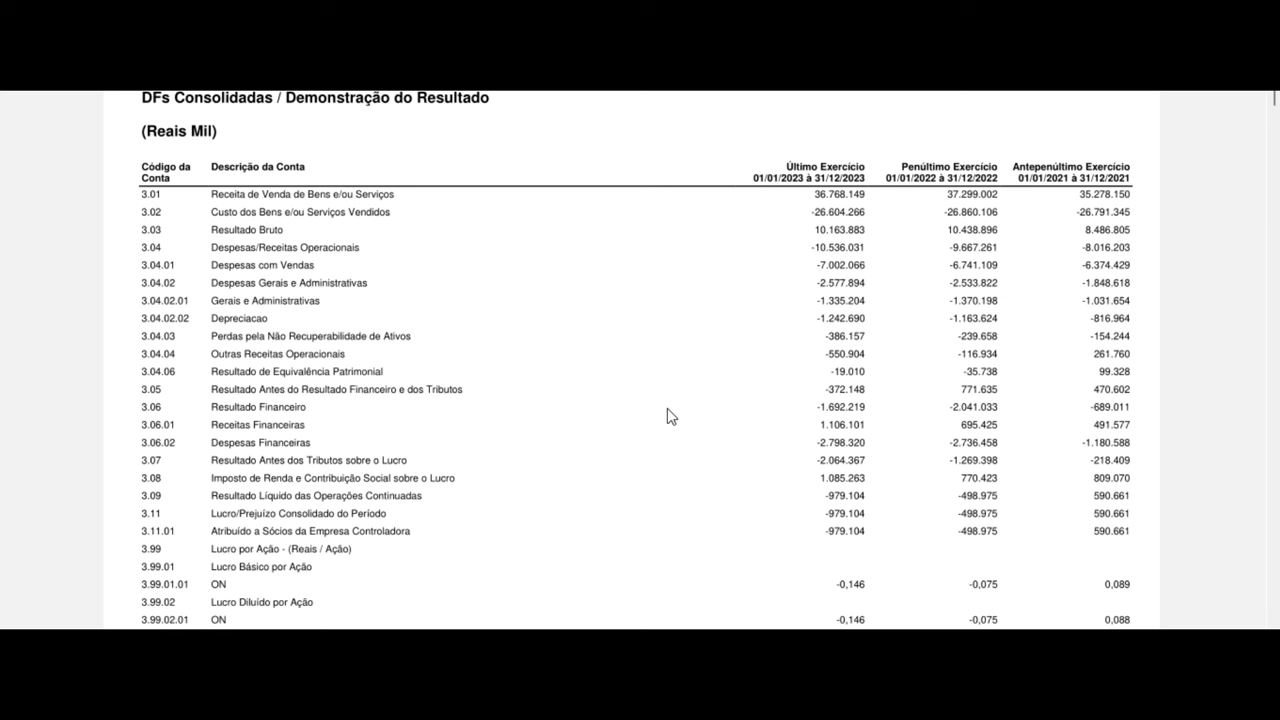 DFs Consolidadas / Demonstração do Resultado
(Reais Mil)
Código da Conta Descrição da Conta Último Exercício 01/01/2023 à 31/12/2023 Penúltimo Exercício 01/01/2022 à 31/12/2022 Antepenúltimo Exercício 01/01/2021 à 31/12/2021
3.01 Receita de Venda de Bens e/ou Serviços 36.768.149 37.299.002 35.278.150
3.02 Custo dos Bens e/ou Serviços Vendidos -26.604.266 -26.860.106 -26.791.345
3.03 Resultado Bruto 10.163.883 10.438.896 8.486.805
3.04 Despesas/Receitas Operacionais -10.536.031 -9.667.261 -8.016.203
3.04.01 Despesas com Vendas -7.002.066 -6.741.109 -6.374.429
3.04.02 Despesas Gerais e Administrativas -2.577.894 -2.533.822 -1.848.618
3.04.02.01 Gerais e Administrativas -1.335.204 -1.370.198 -1.031.654
3.04.02.02 Depreciacao -1.242.690 -1.163.624 -816.964
3.04.03 Perdas pela Não Recuperabilidade de Ativos -386.157 -239.658 -154.244
3.04.04 Outras Receitas Operacionais -550.904 -116.934 261.760
3.04.06 Resultado de Equivalência Patrimonial -19.010 -35.738 99.328
3.05 Resultado Antes do Resultado Financeiro e dos Tributos -372.148 771.635 470.602
3.06 Resultado Financeiro -1.692.219 -2.041.033 -689.011
3.06.01 Receitas Financeiras 1.106.101 695.425 491.577
3.06.02 Despesas Financeiras -2.798.320 -2.736.458 -1.180.588
3.07 Resultado Antes dos Tributos sobre o Lucro -2.064.367 -1.269.398 -218.409
3.08 Imposto de Renda e Contribuição Social sobre o Lucro 1.085.263 770.423 809.070
3.09 Resultado Líquido das Operações Continuadas -979.104 -498.975 590.661
3.11 Lucro/Prejuízo Consolidado do Período -979.104 -498.975 590.661
3.11.01 Atribuído a Sócios da Empresa Controladora -979.104 -498.975 590.661
3.99 Lucro por Ação - (Reais / Ação)
3.99.01 Lucro Básico por Ação
3.99.01.01 ON -0,146 -0,075 0,089
3.99.02 Lucro Diluído por Ação
3.99.02.01 ON -0,146 -0,075 0,088